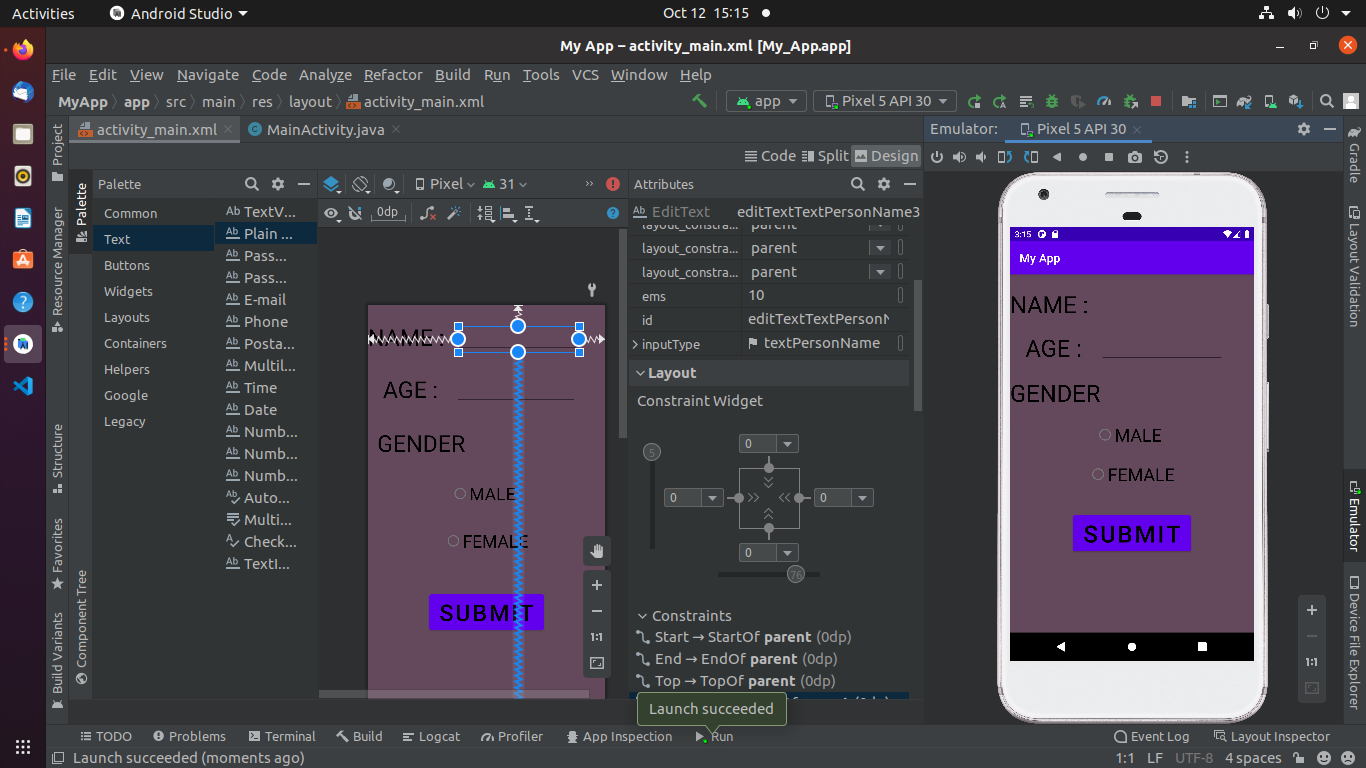 Activities
Android Studio
Oct 12 15:15
My App – activity_main.xml [My_App.app]
File Edit View Navigate Code Analyze Refactor Build Run Tools VCS Window Help
MyApp app src main res layout activity_main.xml
app
Pixel 5 API 30
activity_main.xml
MainActivity.java
Emulator: Pixel 5 API 30
Code Split Design
Project
Resource Manager
Structure
Favorites
Build Variants
Palette
Component Tree
Palette
Common
Text
Buttons
Widgets
Layouts
Containers
Helpers
Google
Legacy
Ab TextV...
Ab Plain ...
Ab Pass...
Ab Pass...
Ab E-mail
Ab Phone
Ab Posta...
Ab Multil...
Ab Time
Ab Date
Ab Numb...
Ab Numb...
Ab Numb...
Ab Auto...
Multi...
Check...
Ab TextI...
Pixel
31
0dp
NAME :
AGE :
GENDER
MALE
FEMALE
SUBMIT
1:1
Attributes
Ab EditText editTextTextPersonName3
layout_constra... parent
layout_constra... parent
layout_constra... parent
ems 10
id editTextTextPersonN
inputType textPersonName
Layout
Constraint Widget
0
5
0
0
0
76
Constraints
Start → StartOf parent (0dp)
End → EndOf parent (0dp)
Top → TopOf parent (0dp)
Launch succeeded
3:15
My App
NAME :
AGE :
GENDER
MALE
FEMALE
SUBMIT
1:1
Gradle
Layout Validation
Emulator
Device File Explorer
TODO Problems Terminal Build Logcat Profiler App Inspection Run Event Log Layout Inspector
Launch succeeded (moments ago)
1:1 LF UTF-8 4 spaces